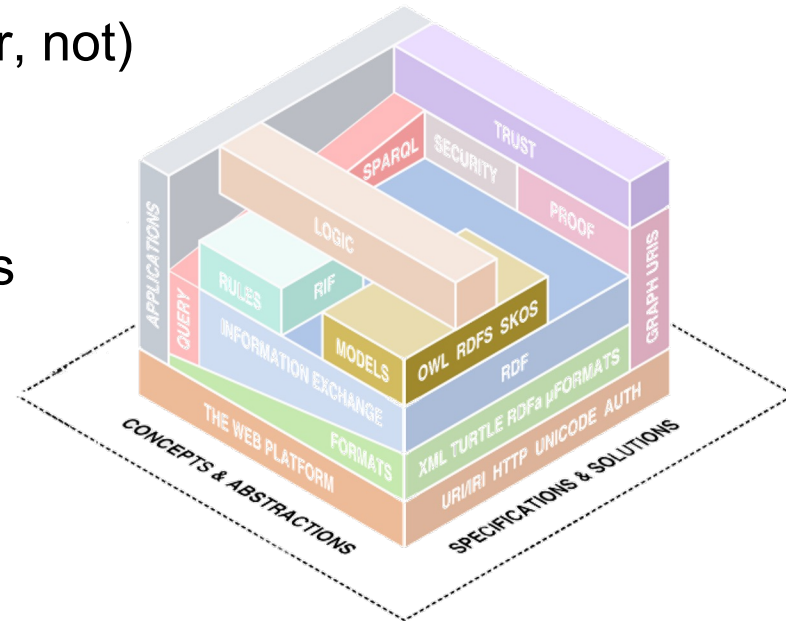 r, not)
s
TRUST
SPARQL
SECURITY
PROOF
LOGIC
APPLICATIONS
GRAPH URIS
RULES
RIF
QUERY
INFORMATION EXCHANGE
MODELS
OWL RDFS SKOS
RDF
FORMATS
XML TURTLE RDFa µFORMATS
THE WEB PLATFORM
URI/IRI HTTP UNICODE AUTH
CONCEPTS & ABSTRACTIONS
SPECIFICATIONS & SOLUTIONS